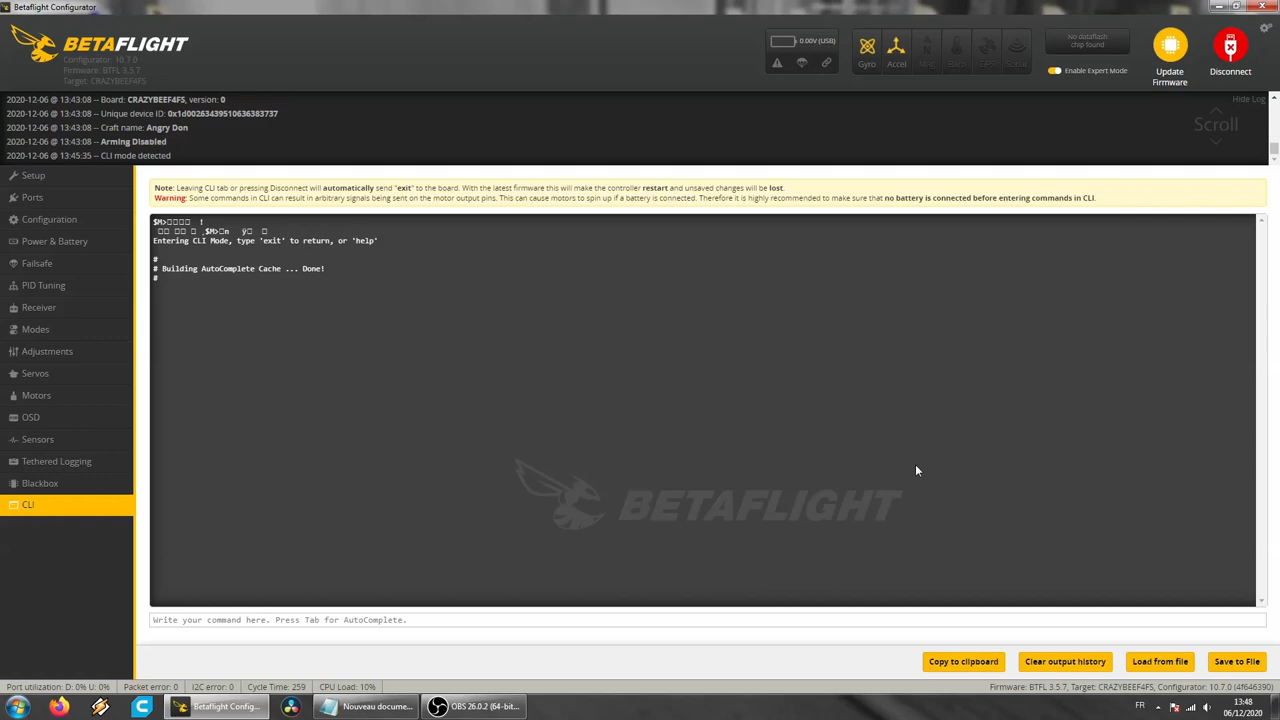 Betaflight Configurator
BETAFLIGHT
Configurator: 10.7.0
Firmware: BTFL 3.5.7
Target: CRAZYBEEF4FS
0.00V (USB)
Gyro
Accel
No dataflash
chip found
Enable Expert Mode
Update
Firmware
Disconnect
2020-12-06 @ 13:43:08 -- Board: CRAZYBEEF4FS, version: 0
2020-12-06 @ 13:43:08 -- Unique device ID: 0x1d00263439510636383737
2020-12-06 @ 13:43:08 -- Craft name: Angry Don
2020-12-06 @ 13:43:08 -- Arming Disabled
2020-12-06 @ 13:45:35 -- CLI mode detected
Hide Log
Scroll
Setup
Ports
Configuration
Power & Battery
Failsafe
PID Tuning
Receiver
Modes
Adjustments
Servos
Motors
OSD
Sensors
Tethered Logging
Blackbox
CLI
Note: Leaving CLI tab or pressing Disconnect will automatically send "exit" to the board. With the latest firmware this will make the controller restart and unsaved changes will be lost.
Warning: Some commands in CLI can result in arbitrary signals being sent on the motor output pins. This can cause motors to spin up if a battery is connected. Therefore it is highly recommended to make sure that no battery is connected before entering commands in CLI.
$M>□□□□ !
□□ □□ □ ¸$M>□n ÿ□ □
Entering CLI Mode, type 'exit' to return, or 'help'
#
# Building AutoComplete Cache ... Done!
#
BETAFLIGHT
Write your command here. Press Tab for AutoComplete.
Copy to clipboard
Clear output history
Load from file
Save to File
Port utilization: D: 0% U: 0%
Packet error: 0
I2C error: 0
Cycle Time: 259
CPU Load: 10%
Firmware: BTFL 3.5.7, Target: CRAZYBEEF4FS, Configurator: 10.7.0 (4f646390)
Betaflight Config...
Nouveau docume...
OBS 26.0.2 (64-bit...
FR
13:48
06/12/2020